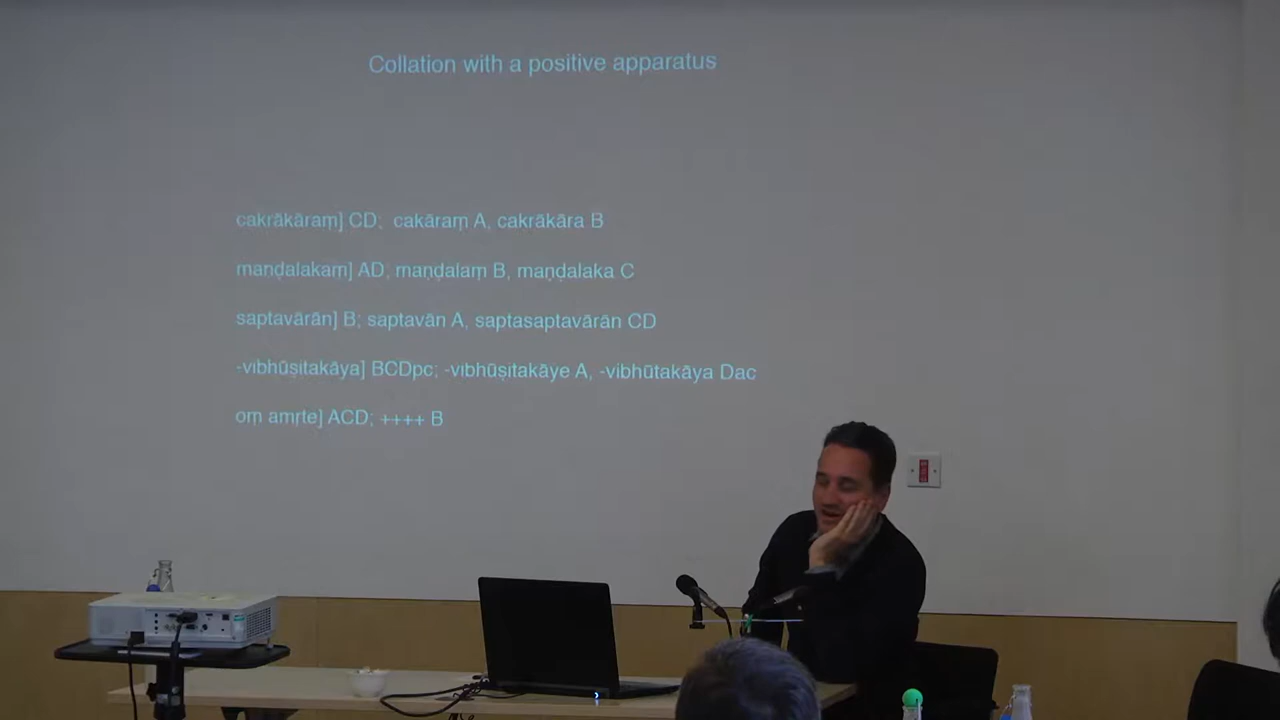 Collation with a positive apparatus
cakrākāraṃ] CD; cakāraṃ A, cakrākāra B
maṇḍalakaṃ] AD; maṇḍalaṃ B, maṇḍalaka C
saptavārān] B; saptavān A, saptasaptavārān CD
-vibhūṣitakāya] BCDpc; -vibhūṣitakāye A, -vibhūtakāya Dac
oṃ amṛte] ACD; ++++ B